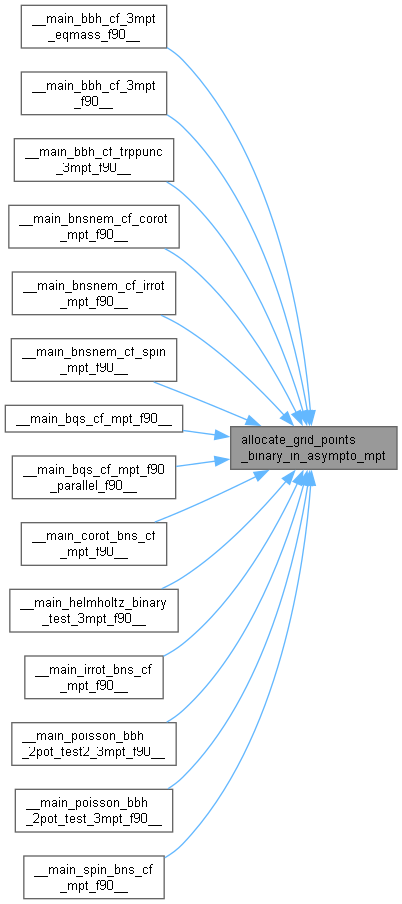 __main_bbh_cf_3mpt
_eqmass_f90__
__main_bbh_cf_3mpt
_f90__
__main_bbh_cf_trppunc
_3mpt_f90__
__main_bnsnem_cf_corot
_mpt_f90__
__main_bnsnem_cf_irrot
_mpt_f90__
__main_bnsnem_cf_spin
_mpt_f90__
__main_bqs_cf_mpt_f90__
allocate_grid_points
_binary_in_asympto_mpt
__main_bqs_cf_mpt_f90
_parallel_f90__
__main_corot_bns_cf
_mpt_f90__
__main_helmholtz_binary
_test_3mpt_f90__
__main_irrot_bns_cf
_mpt_f90__
__main_poisson_bbh
_2pot_test2_3mpt_f90__
__main_poisson_bbh
_2pot_test_3mpt_f90__
__main_spin_bns_cf
_mpt_f90__